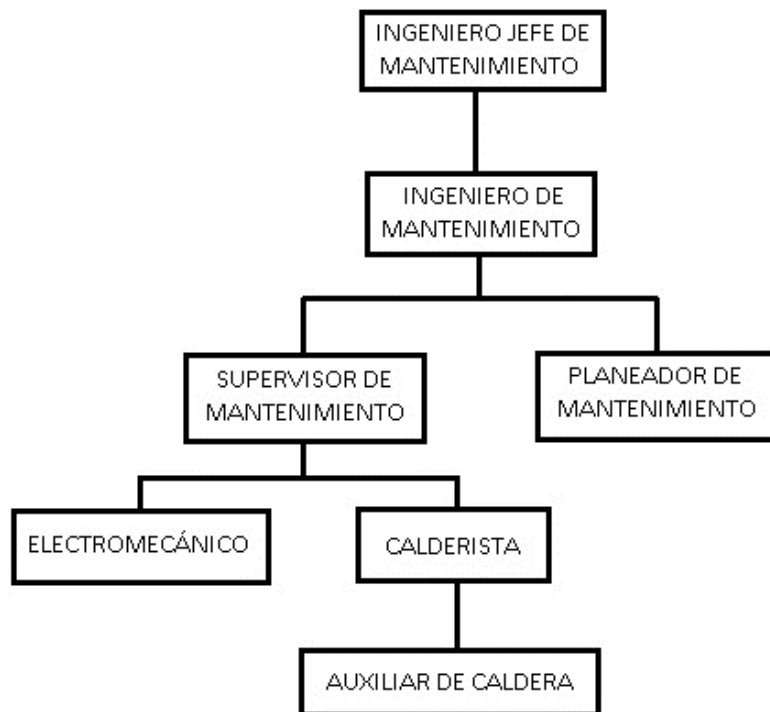 INGENIERO JEFE DE
MANTENIMIENTO
INGENIERO DE
MANTENIMIENTO
SUPERVISOR DE
MANTENIMIENTO
PLANEADOR DE
MANTENIMIENTO
ELECTROMECÁNICO
CALDERISTA
AUXILIAR DE CALDERA